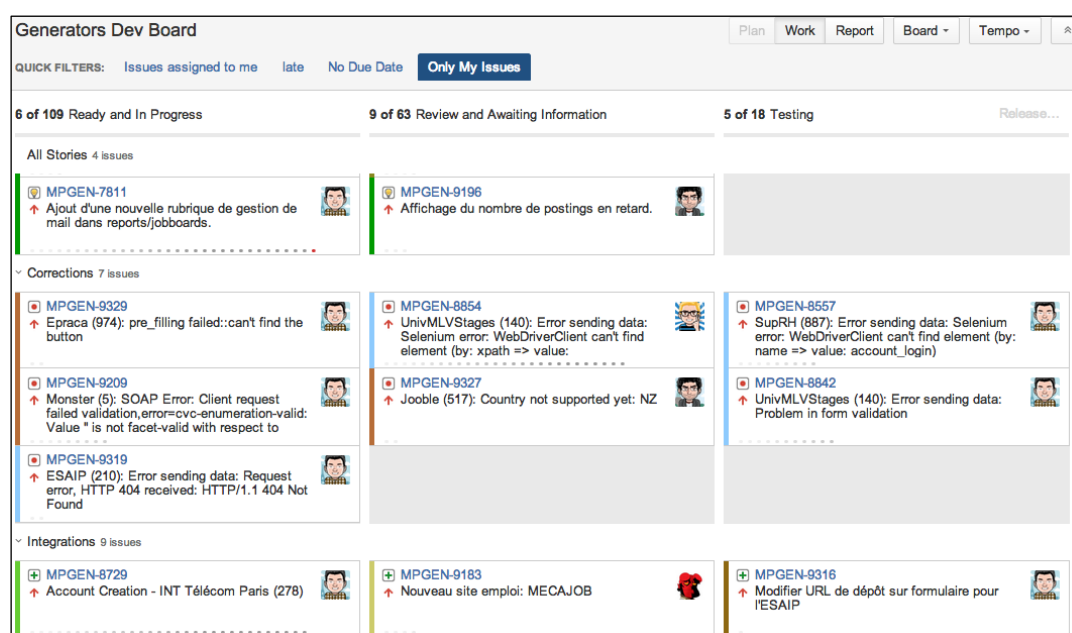 Generators Dev Board
Plan Work Report Board Tempo
QUICK FILTERS: Issues assigned to me late No Due Date Only My Issues
6 of 109 Ready and In Progress
9 of 63 Review and Awaiting Information
5 of 18 Testing
Release...
All Stories 4 issues
MPGEN-7811
Ajout d'une nouvelle rubrique de gestion de
mail dans reports/jobboards.
MPGEN-9196
Affichage du nombre de postings en retard.
Corrections 7 issues
MPGEN-9329
Epraca (974): pre_filling failed::can't find the
button
MPGEN-8854
UnivMLVStages (140): Error sending data:
Selenium error: WebDriverClient can't find
element (by: xpath => value:
MPGEN-8557
SupRH (887): Error sending data: Selenium
error: WebDriverClient can't find element (by:
name => value: account_login)
MPGEN-9209
Monster (5): SOAP Error: Client request
failed validation,error=cvc-enumeration-valid:
Value '' is not facet-valid with respect to
MPGEN-9327
Jooble (517): Country not supported yet: NZ
MPGEN-8842
UnivMLVStages (140): Error sending data:
Problem in form validation
MPGEN-9319
ESAIP (210): Error sending data: Request
error, HTTP 404 received: HTTP/1.1 404 Not
Found
Integrations 9 issues
MPGEN-8729
Account Creation - INT Télécom Paris (278)
MPGEN-9183
Nouveau site emploi: MECAJOB
MPGEN-9316
Modifier URL de dépôt sur formulaire pour
l'ESAIP